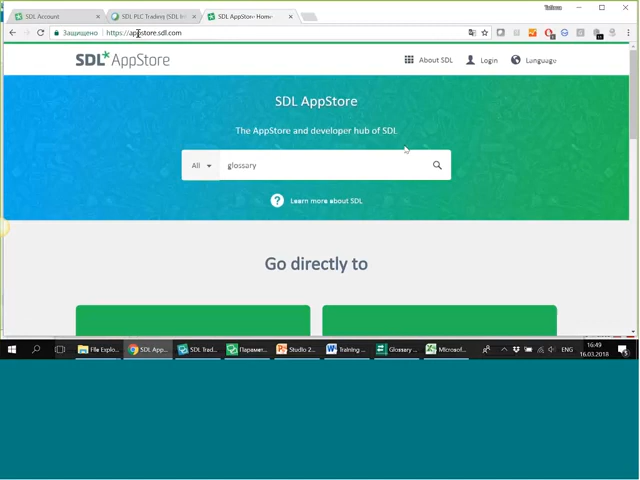 SDL Account
SDL PLC Trading (SDL In
SDL AppStore Home
Tatiana
Защищено
https://appstore.sdl.com
SDL* AppStore
About SDL
Login
Language
SDL AppStore
The AppStore and developer hub of SDL
All
glossary
? Learn more about SDL
Go directly to
File Explo...
SDL App...
SDL Trad...
Парамет...
Studio 2...
Training ...
Glossary ...
Microsof...
ENG
16:49
16.03.2018